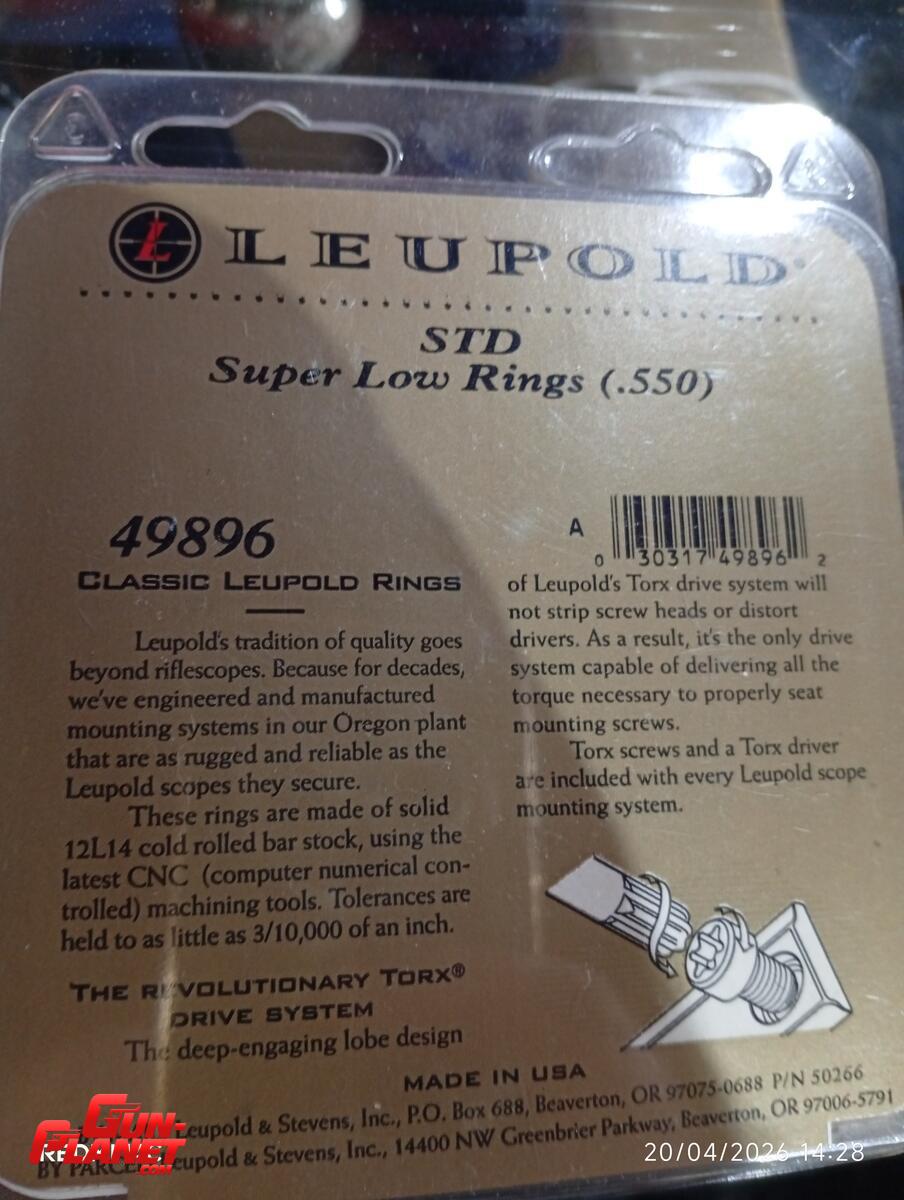 LEUPOLD
STD
Super Low Rings (.550)
49896
CLASSIC LEUPOLD RINGS
Leupold's tradition of quality goes
beyond riflescopes. Because for decades,
we've engineered and manufactured
mounting systems in our Oregon plant
that are as rugged and reliable as the
Leupold scopes they secure.
These rings are made of solid
12L14 cold rolled bar stock, using the
latest CNC (computer numerical con-
trolled) machining tools. Tolerances are
held to as little as 3/10,000 of an inch.
THE REVOLUTIONARY TORX®
DRIVE SYSTEM
The deep-engaging lobe design
A
0 30317 49896 2
of Leupold's Torx drive system will
not strip screw heads or distort
drivers. As a result, it's the only drive
system capable of delivering all the
torque necessary to properly seat
mounting screws.
Torx screws and a Torx driver
are included with every Leupold scope
mounting system.
MADE IN USA
Leupold & Stevens, Inc., P.O. Box 688, Beaverton, OR 97075-0688 P/N 50266
BY PARCEL: Leupold & Stevens, Inc., 14400 NW Greenbrier Parkway, Beaverton, OR 97006-5791
GUN-
PLANET
.COM
20/04/2026 14:28